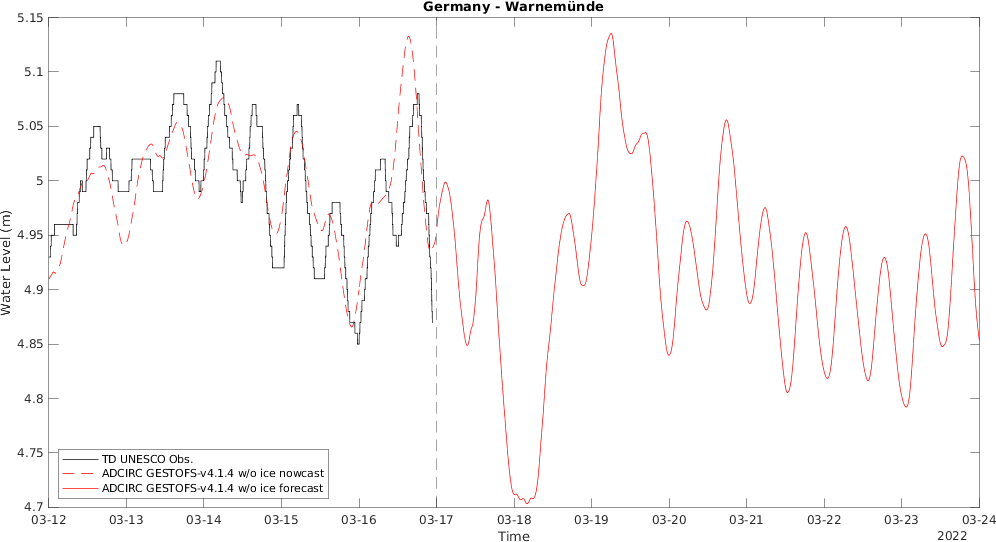 Germany - Warnemünde
5.15
5.1
5.05
5
4.95
4.9
4.85
4.8
4.75
4.7
Water Level (m)
TD UNESCO Obs.
ADCIRC GESTOFS-v4.1.4 w/o ice nowcast
ADCIRC GESTOFS-v4.1.4 w/o ice forecast
03-12 03-13 03-14 03-15 03-16 03-17 03-18 03-19 03-20 03-21 03-22 03-23 03-24
Time
2022